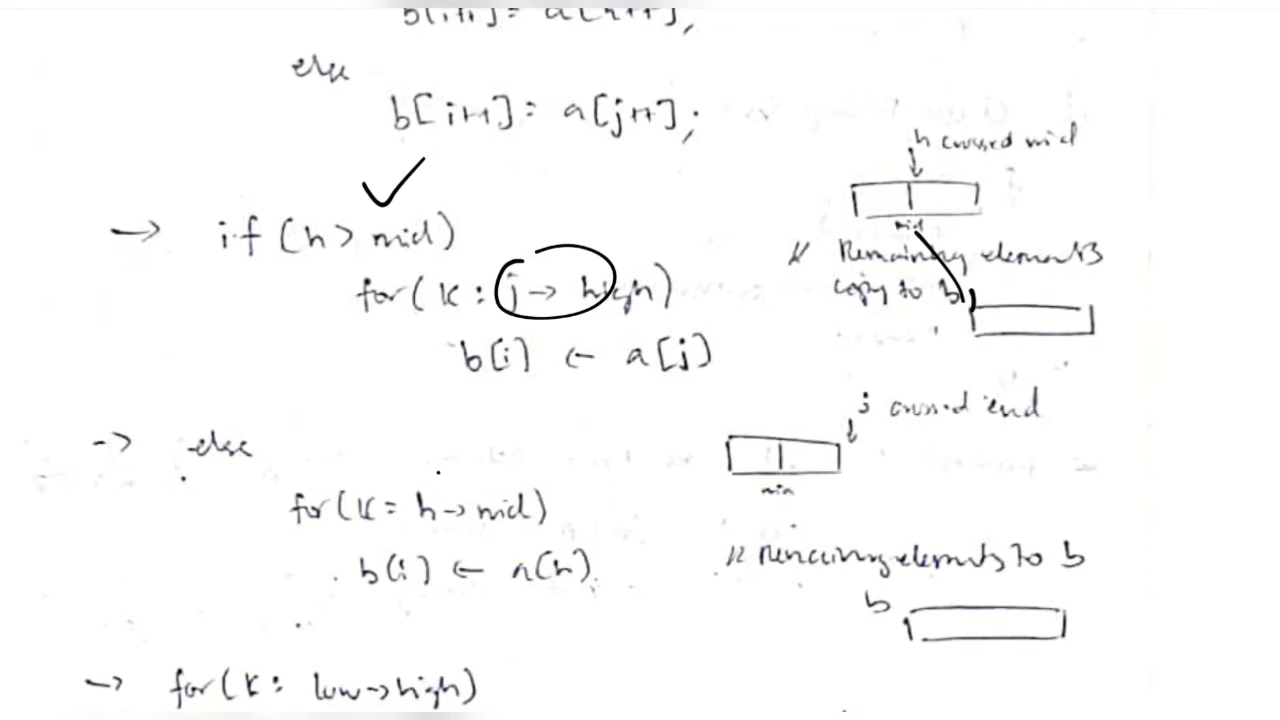 b[i++] = a[h++];
else
b[i++] = a[j++];
h crossed mid
→ if (h > mid)
mid
// Remaining elements
copy to b
for( K : j → high)
b(i) ← a[j]
j crossed end
→ else
min
for(K = h → mid)
// Remaining elements to b
b(i) ← a(h)
b
→ for(K : low → high)